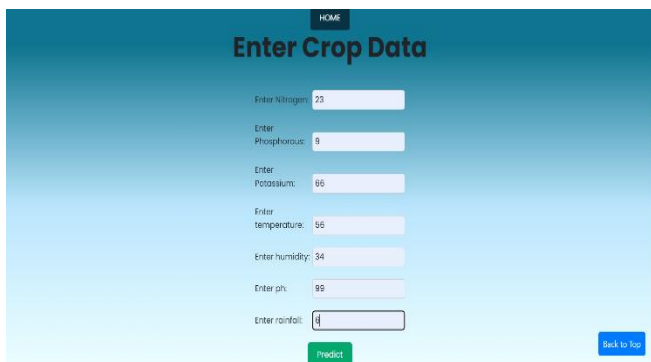 HOME
Enter Crop Data
Enter Nitrogen: 23
Enter
Phosphorous: 9
Enter
Potassium: 66
Enter
temperature: 56
Enter humidity: 34
Enter ph: 99
Enter rainfall: 6
Predict
Back to Top